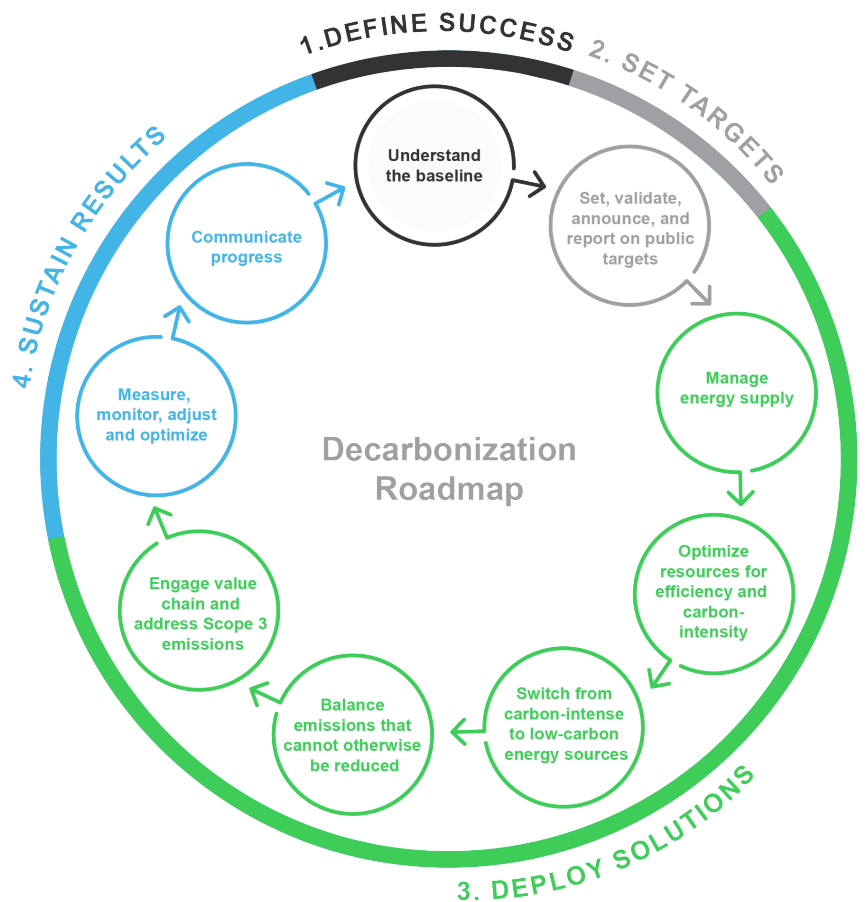 1.DEFINE SUCCESS
Understand
the baseline
2. SET TARGETS
Set, validate,
announce, and
report on public
targets
3. DEPLOY SOLUTIONS
Manage
energy supply
Optimize
resources for
efficiency and
carbon-
intensity
Switch from
carbon-intense
to low-carbon
energy sources
Balance
emissions that
cannot otherwise
be reduced
Engage value
chain and
address Scope 3
emissions
4. SUSTAIN RESULTS
Measure,
monitor, adjust
and optimize
Communicate
progress
Decarbonization
Roadmap